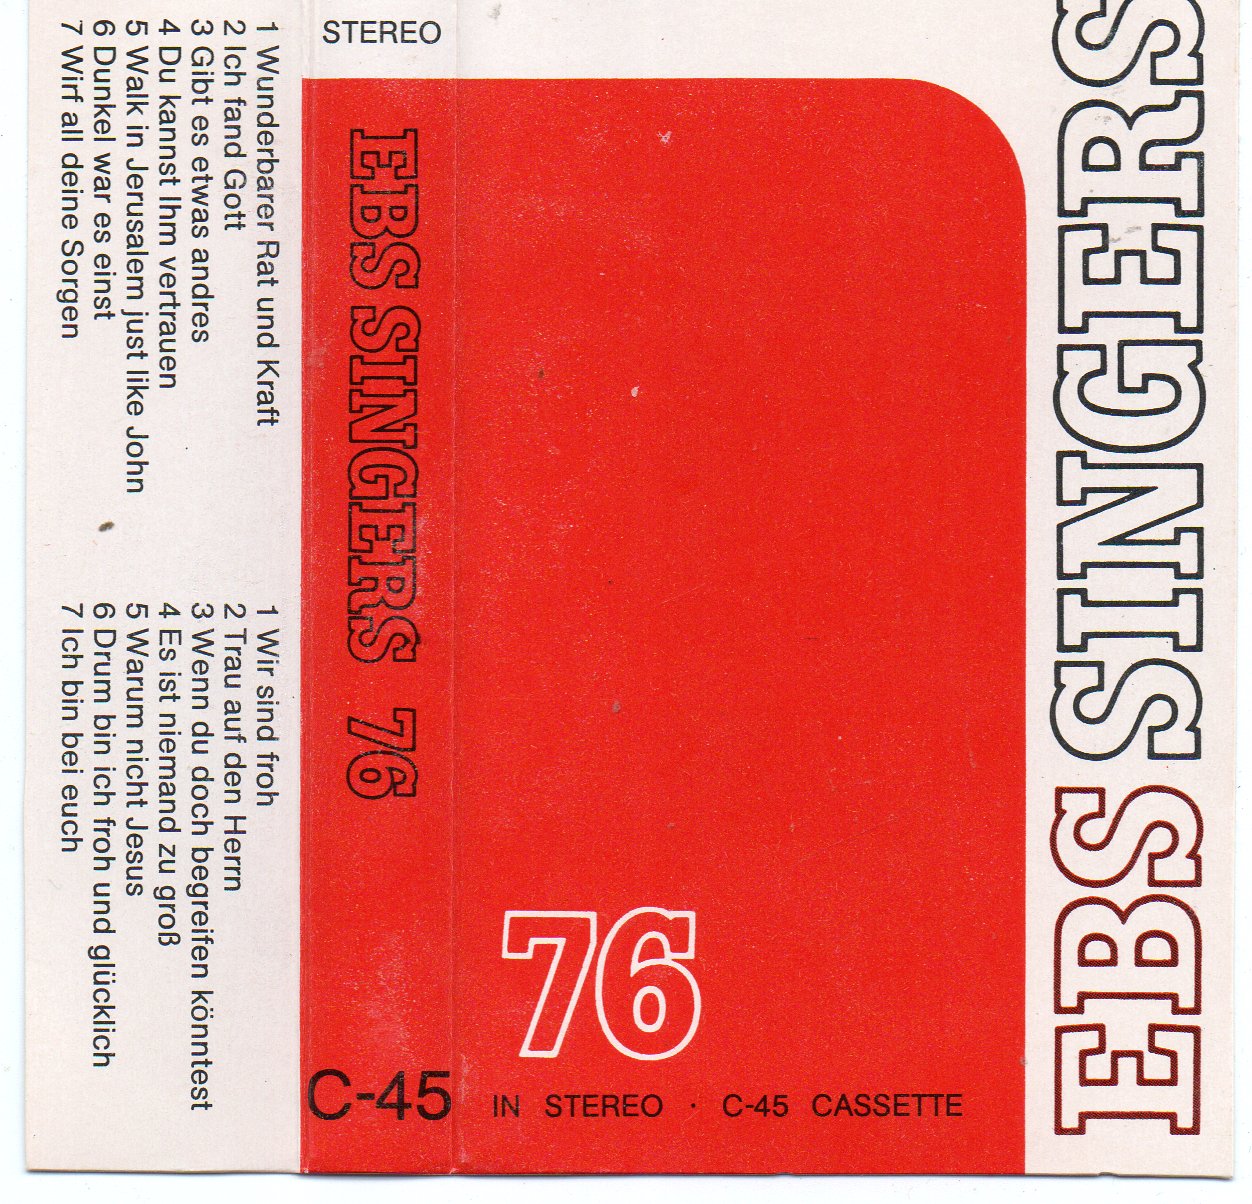 1 Wunderbarer Rat und Kraft
2 Ich fand Gott
3 Gibt es etwas andres
4 Du kannst Ihm vertrauen
5 Walk in Jerusalem just like John
6 Dunkel war es einst
7 Wirf all deine Sorgen
1 Wir sind froh
2 Trau auf den Herrn
3 Wenn du doch begreifen könntest
4 Es ist niemand zu groß
5 Warum nicht Jesus
6 Drum bin ich froh und glücklich
7 Ich bin bei euch
STEREO
EBS SINGERS 76
C-45
76
IN STEREO · C-45 CASSETTE
EBS SINGERS